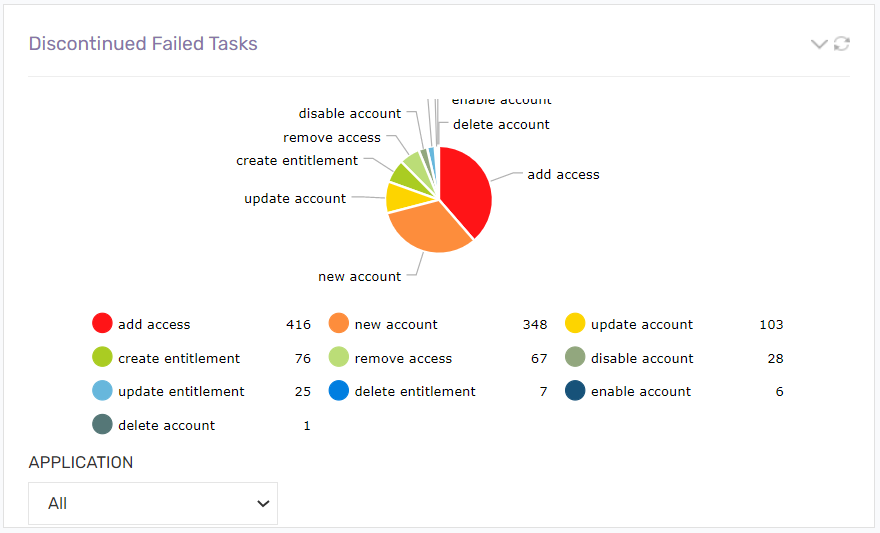 Discontinued Failed Tasks
enable account
disable account
delete account
remove access
create entitlement
add access
update account
new account
add access 416 new account 348 update account 103
create entitlement 76 remove access 67 disable account 28
update entitlement 25 delete entitlement 7 enable account 6
delete account 1
APPLICATION
All